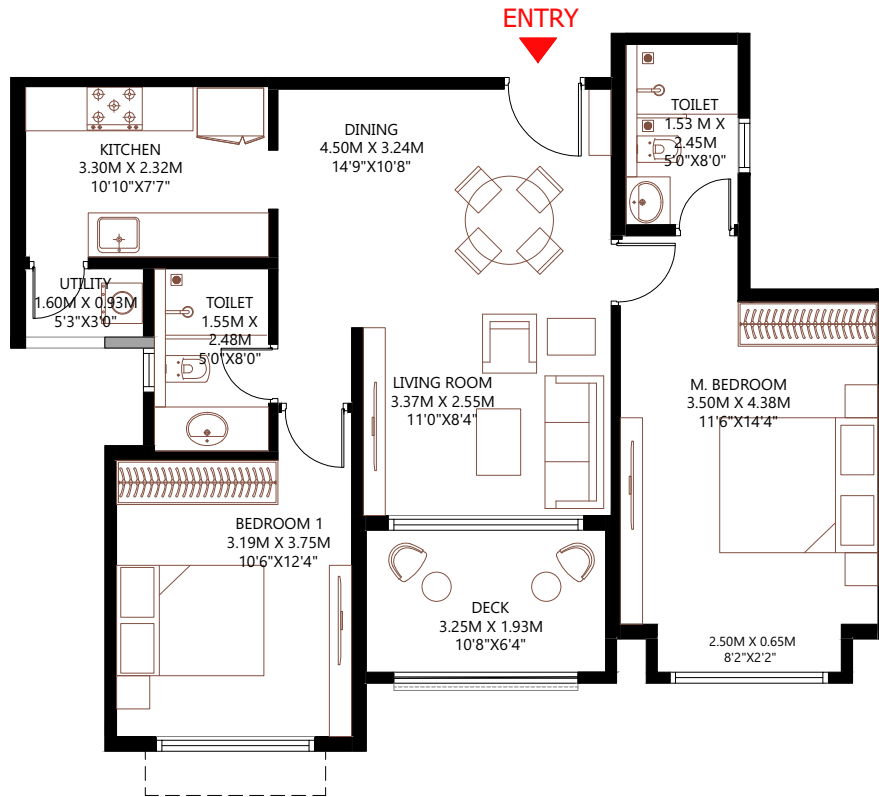 ENTRY
TOILET
1.53 M X
2.45M
5'0"X8'0"
DINING
4.50M X 3.24M
14'9"X10'8"
KITCHEN
3.30M X 2.32M
10'10"X7'7"
UTILITY
1.60M X 0.93M
5'3"X3'0"
TOILET
1.55M X
2.48M
5'0"X8'0"
LIVING ROOM
3.37M X 2.55M
11'0"X8'4"
M. BEDROOM
3.50M X 4.38M
11'6"X14'4"
BEDROOM 1
3.19M X 3.75M
10'6"X12'4"
DECK
3.25M X 1.93M
10'8"X6'4"
2.50M X 0.65M
8'2"X2'2"